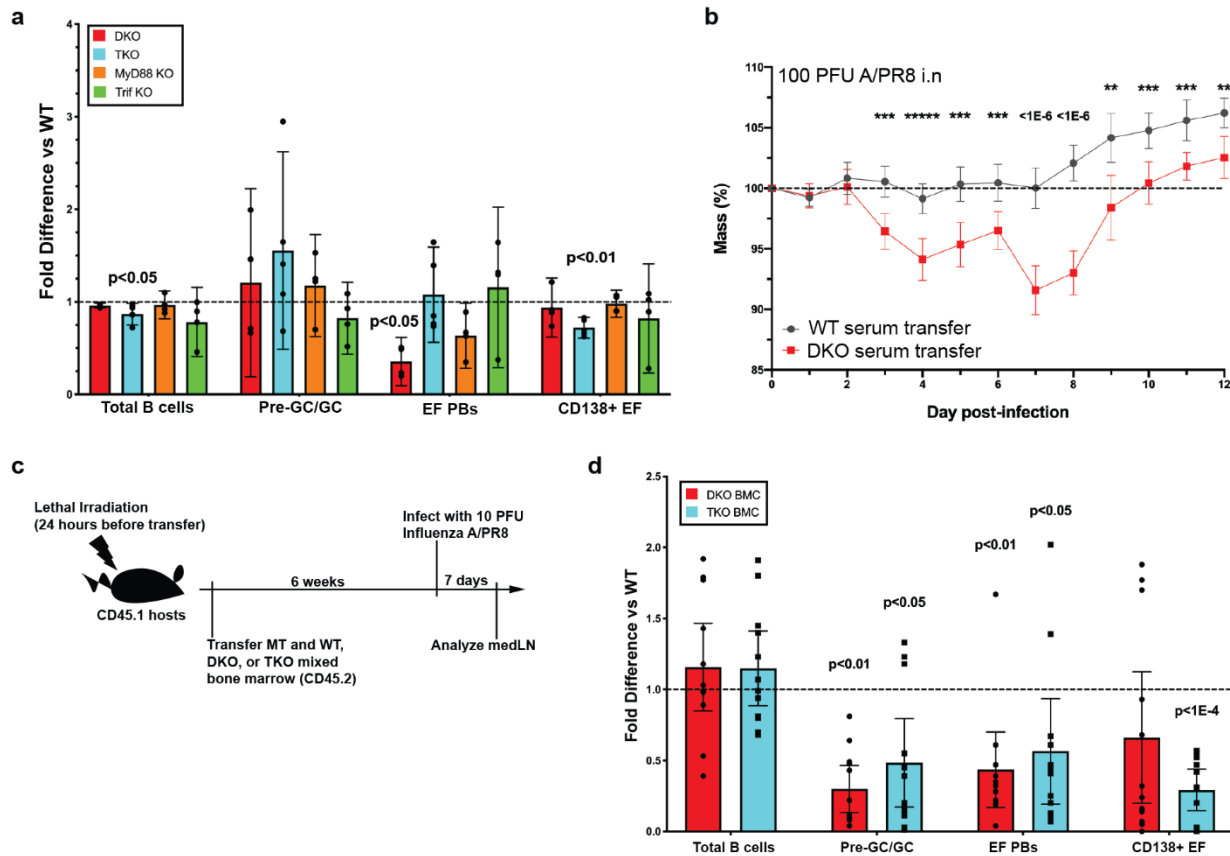 a
4
3
2
1
0
Fold Difference vs WT
DKO
TKO
MyD88 KO
Trif KO
p<0.05
p<0.05
p<0.01
Total B cells
Pre-GC/GC
EF PBs
CD138+ EF
b
100 PFU A/PR8 i.n
110
105
100
95
90
85
Mass (%)
***
*****
***
***
<1E-6
<1E-6
**
***
***
**
WT serum transfer
DKO serum transfer
0
2
4
6
8
10
12
Day post-infection
c
Lethal Irradiation
(24 hours before transfer)
CD45.1 hosts
6 weeks
Transfer MT and WT,
DKO, or TKO mixed
bone marrow (CD45.2)
Infect with 10 PFU
Influenza A/PR8
7 days
Analyze medLN
d
2.5
2.0
1.5
1.0
0.5
0.0
Fold Difference vs WT
DKO BMC
TKO BMC
p<0.01
p<0.05
p<0.01
p<0.05
p<1E-4
Total B cells
Pre-GC/GC
EF PBs
CD138+ EF